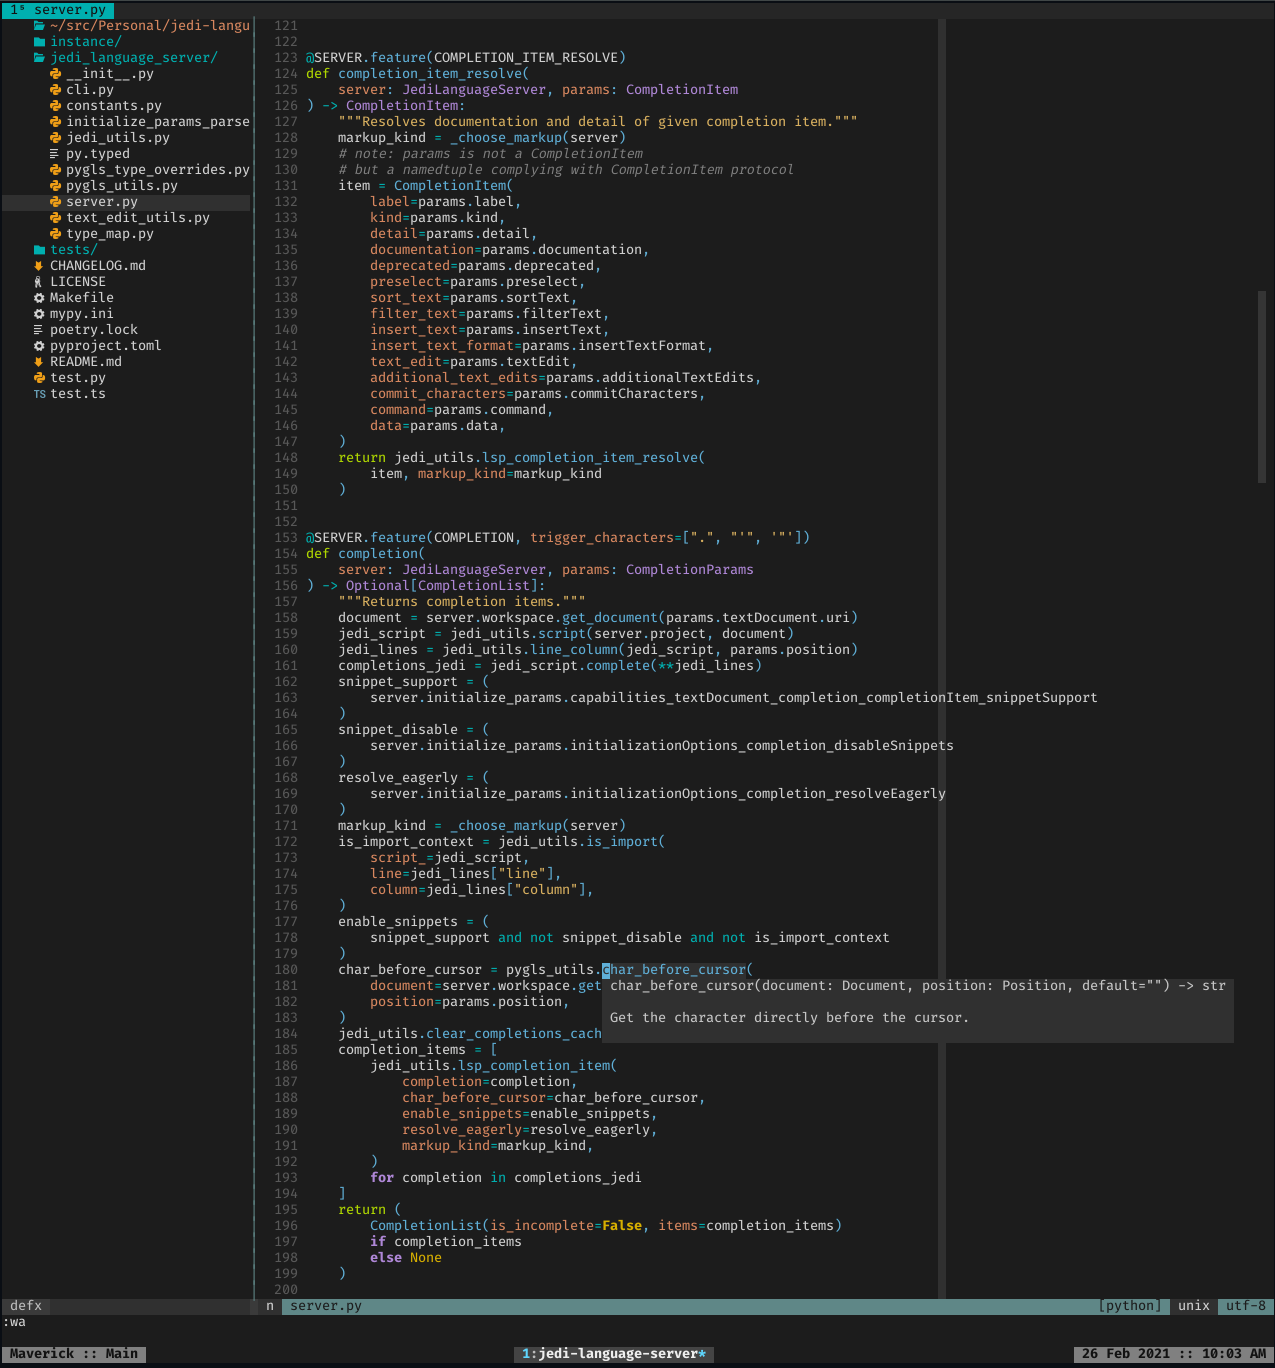 1ˢ server.py
~/src/Personal/jedi-langu
instance/
jedi_language_server/
__init__.py
cli.py
constants.py
initialize_params_parse
jedi_utils.py
py.typed
pygls_type_overrides.py
pygls_utils.py
server.py
text_edit_utils.py
type_map.py
tests/
CHANGELOG.md
LICENSE
Makefile
mypy.ini
poetry.lock
pyproject.toml
README.md
test.py
TS test.ts
121
122
123 @SERVER.feature(COMPLETION_ITEM_RESOLVE)
124 def completion_item_resolve(
125     server: JediLanguageServer, params: CompletionItem
126 ) -> CompletionItem:
127     """Resolves documentation and detail of given completion item."""
128     markup_kind = _choose_markup(server)
129     # note: params is not a CompletionItem
130     # but a namedtuple complying with CompletionItem protocol
131     item = CompletionItem(
132         label=params.label,
133         kind=params.kind,
134         detail=params.detail,
135         documentation=params.documentation,
136         deprecated=params.deprecated,
137         preselect=params.preselect,
138         sort_text=params.sortText,
139         filter_text=params.filterText,
140         insert_text=params.insertText,
141         insert_text_format=params.insertTextFormat,
142         text_edit=params.textEdit,
143         additional_text_edits=params.additionalTextEdits,
144         commit_characters=params.commitCharacters,
145         command=params.command,
146         data=params.data,
147     )
148     return jedi_utils.lsp_completion_item_resolve(
149         item, markup_kind=markup_kind
150     )
151
152
153 @SERVER.feature(COMPLETION, trigger_characters=[".", "'", '"'])
154 def completion(
155     server: JediLanguageServer, params: CompletionParams
156 ) -> Optional[CompletionList]:
157     """Returns completion items."""
158     document = server.workspace.get_document(params.textDocument.uri)
159     jedi_script = jedi_utils.script(server.project, document)
160     jedi_lines = jedi_utils.line_column(jedi_script, params.position)
161     completions_jedi = jedi_script.complete(**jedi_lines)
162     snippet_support = (
163         server.initialize_params.capabilities_textDocument_completion_completionItem_snippetSupport
164     )
165     snippet_disable = (
166         server.initialize_params.initializationOptions_completion_disableSnippets
167     )
168     resolve_eagerly = (
169         server.initialize_params.initializationOptions_completion_resolveEagerly
170     )
171     markup_kind = _choose_markup(server)
172     is_import_context = jedi_utils.is_import(
173         script_=jedi_script,
174         line=jedi_lines["line"],
175         column=jedi_lines["column"],
176     )
177     enable_snippets = (
178         snippet_support and not snippet_disable and not is_import_context
179     )
180     char_before_cursor = pygls_utils.char_before_cursor(
181         document=server.workspace.get
182         position=params.position,
183     )
184     jedi_utils.clear_completions_cach
char_before_cursor(document: Document, position: Position, default="") -> str
Get the character directly before the cursor.
185     completion_items = [
186         jedi_utils.lsp_completion_item(
187             completion=completion,
188             char_before_cursor=char_before_cursor,
189             enable_snippets=enable_snippets,
190             resolve_eagerly=resolve_eagerly,
191             markup_kind=markup_kind,
192         )
193         for completion in completions_jedi
194     ]
195     return (
196         CompletionList(is_incomplete=False, items=completion_items)
197         if completion_items
198         else None
199     )
200
defx n server.py [python] unix utf-8
:wa
Maverick :: Main 1:jedi-language-server* 26 Feb 2021 :: 10:03 AM